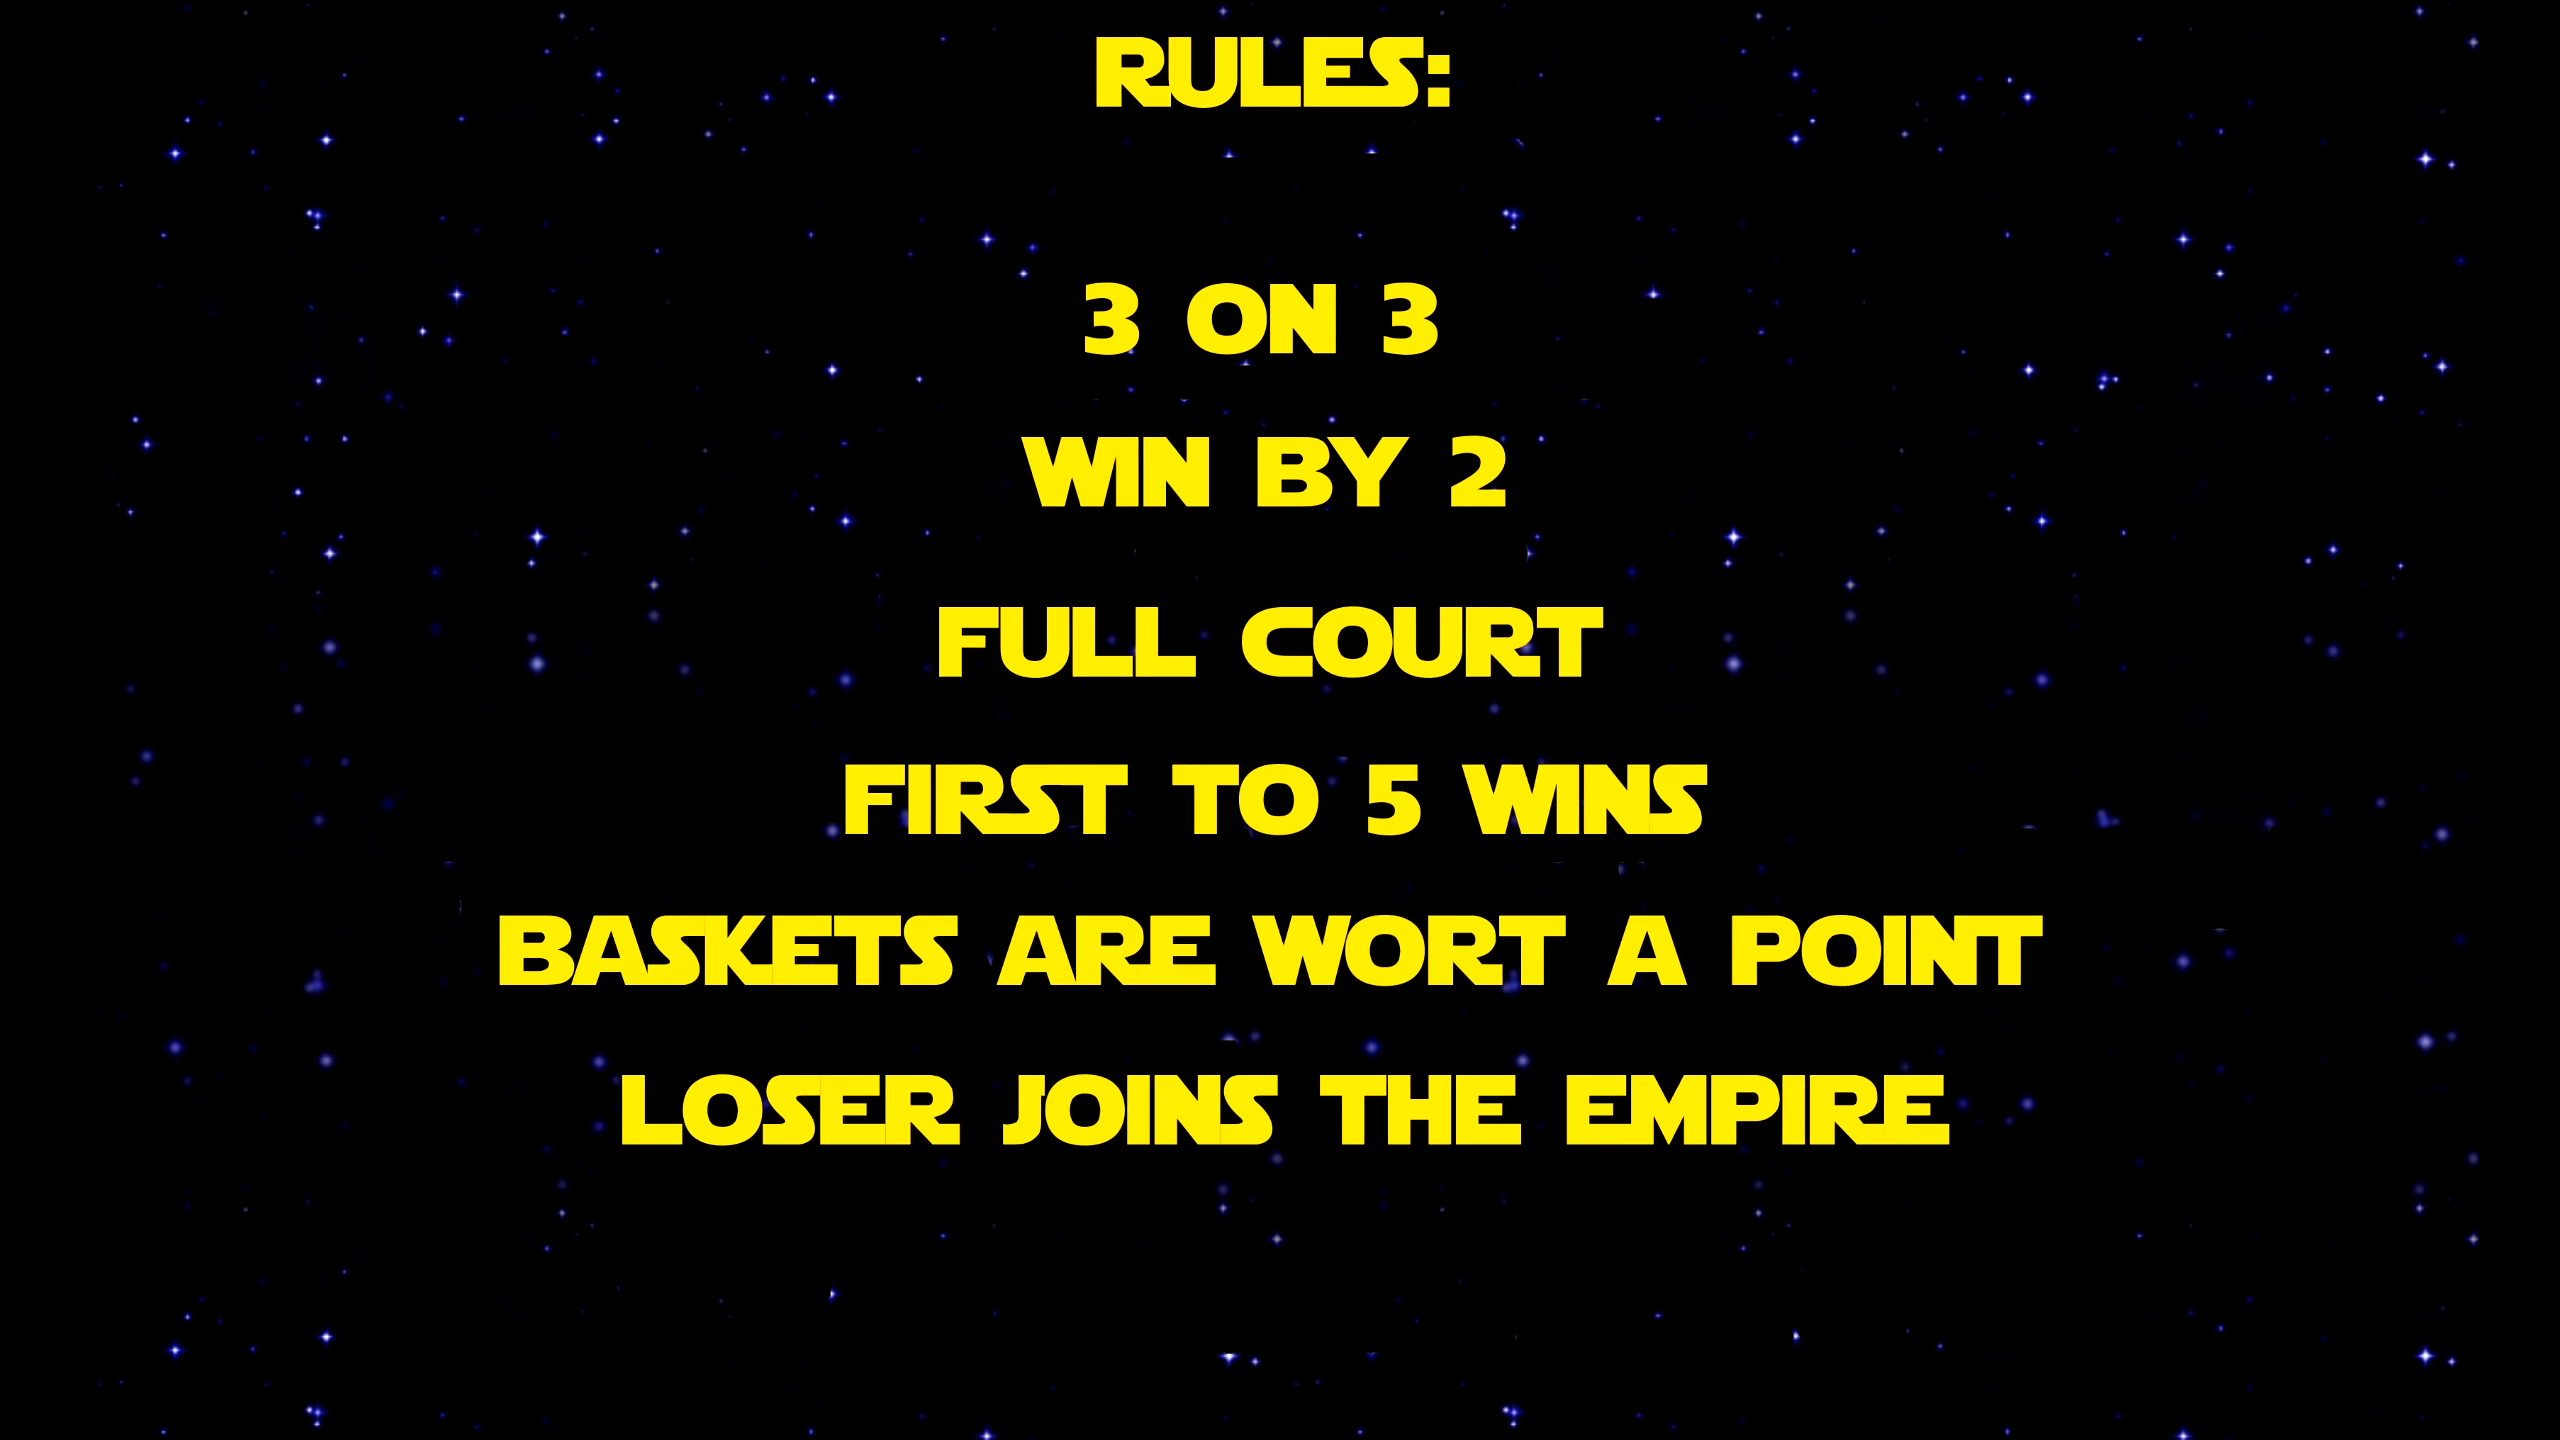 RULES:
3 ON 3
WIN BY 2
FULL COURT
FIRST TO 5 WINS
BASKETS ARE WORT A POINT
LOSER JOINS THE EMPIRE